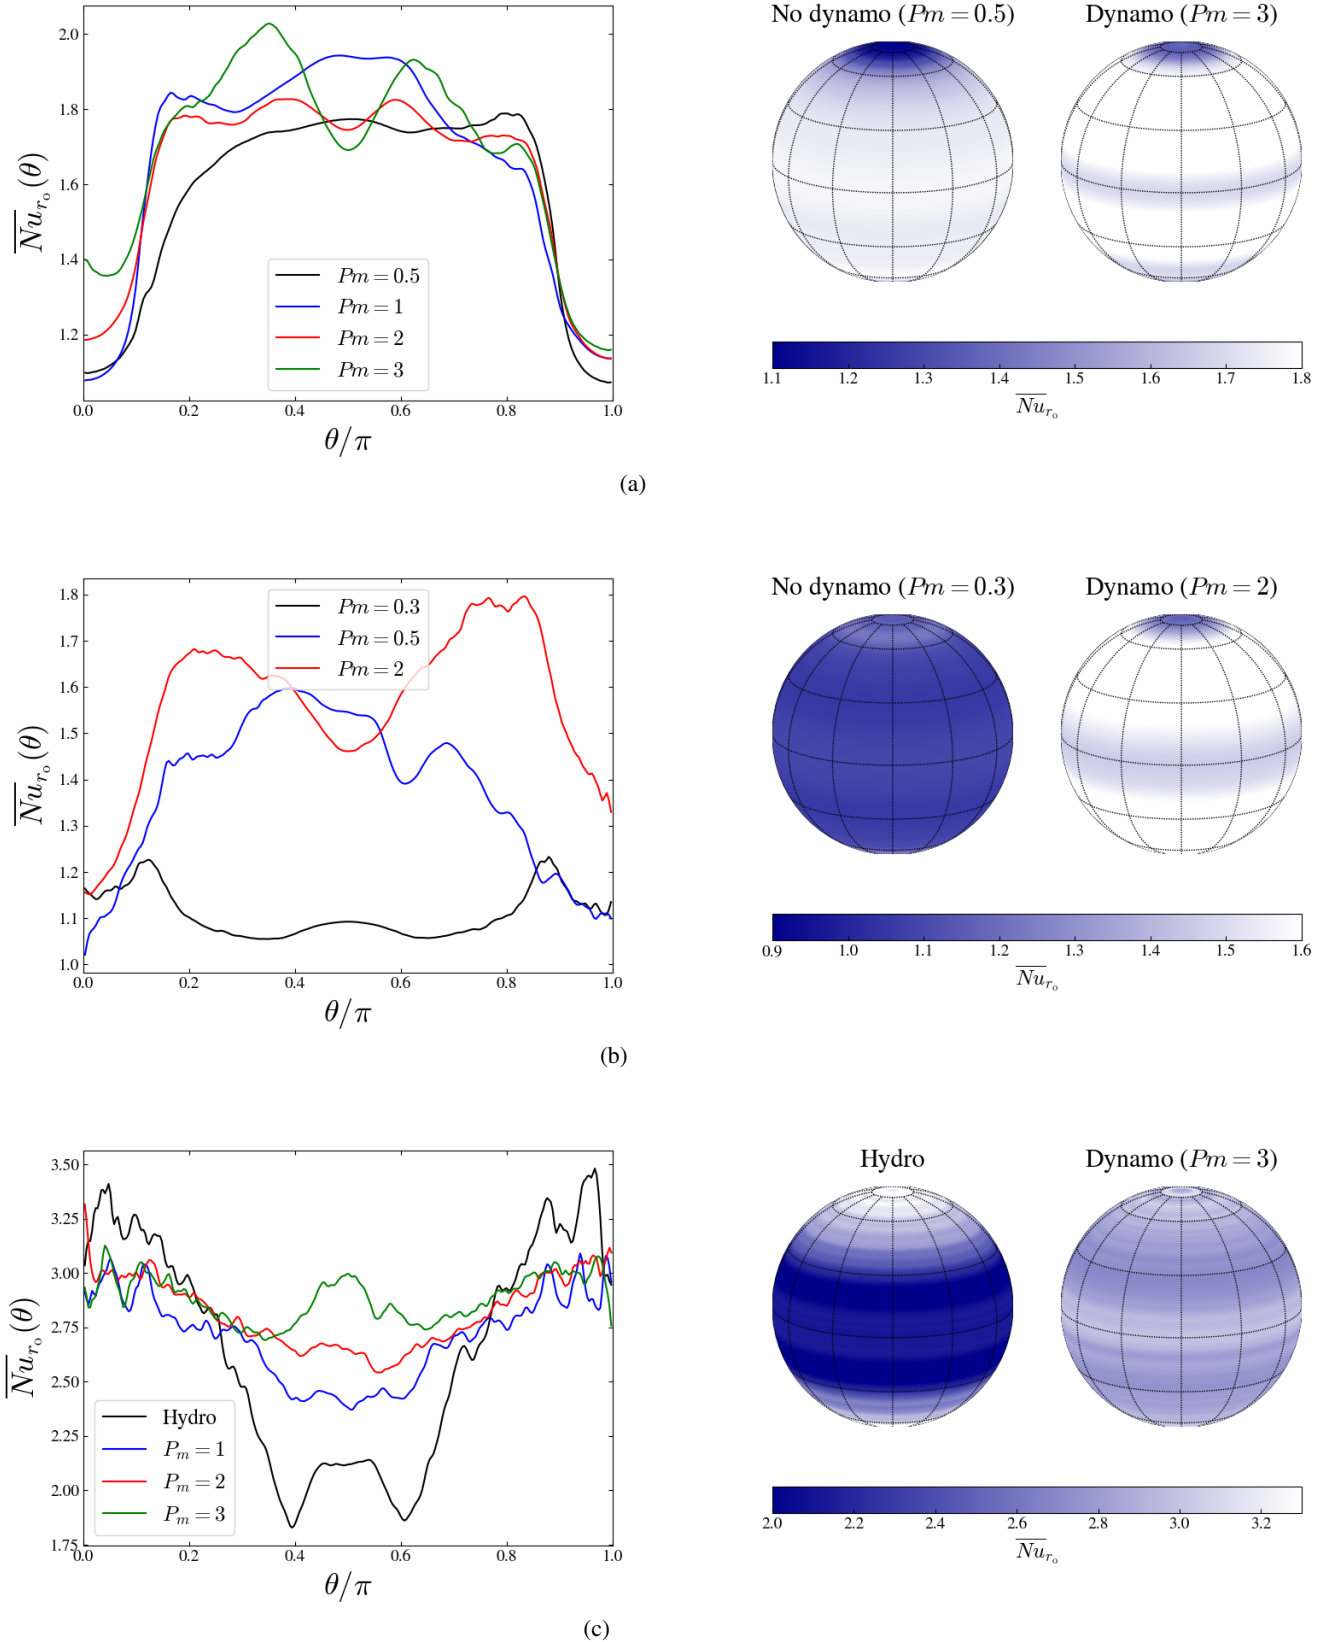 No dynamo (Pm = 0.5)
Dynamo (Pm = 3)
2.0
1.8
1.6
1.4
1.2
Nu_{r_o}(θ)
Pm = 0.5
Pm = 1
Pm = 2
Pm = 3
0.0 0.2 0.4 0.6 0.8 1.0
θ/π
1.1 1.2 1.3 1.4 1.5 1.6 1.7 1.8
Nu_{r_o}
(a)
No dynamo (Pm = 0.3)
Dynamo (Pm = 2)
1.8
1.7
1.6
1.5
1.4
1.3
1.2
1.1
1.0
Nu_{r_o}(θ)
Pm = 0.3
Pm = 0.5
Pm = 2
0.0 0.2 0.4 0.6 0.8 1.0
θ/π
0.9 1.0 1.1 1.2 1.3 1.4 1.5 1.6
Nu_{r_o}
(b)
Hydro
Dynamo (Pm = 3)
3.50
3.25
3.00
2.75
2.50
2.25
2.00
1.75
Nu_{r_o}(θ)
Hydro
P_m = 1
P_m = 2
P_m = 3
0.0 0.2 0.4 0.6 0.8 1.0
θ/π
2.0 2.2 2.4 2.6 2.8 3.0 3.2
Nu_{r_o}
(c)